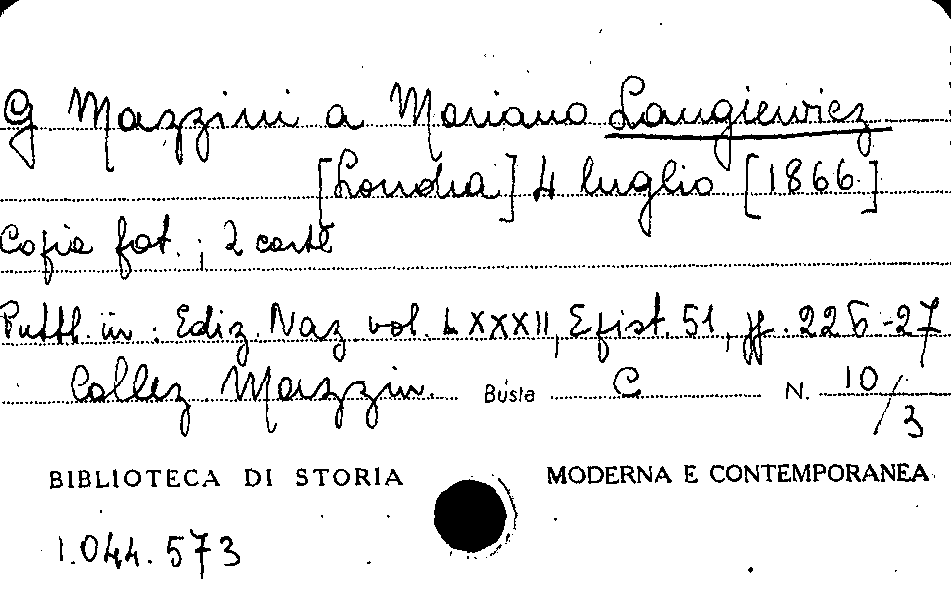 G Mazzini a Mariano Langiewicz
[Londra] 4 luglio [1866]
Copia fot. ; 2 carte
Pubbl. in: Ediz. Naz. vol. LXXXII, Epist. 51, pp. 226-27
Collez Mazzin. Busta C N. 10/3
BIBLIOTECA DI STORIA MODERNA E CONTEMPORANEA
1.044.573